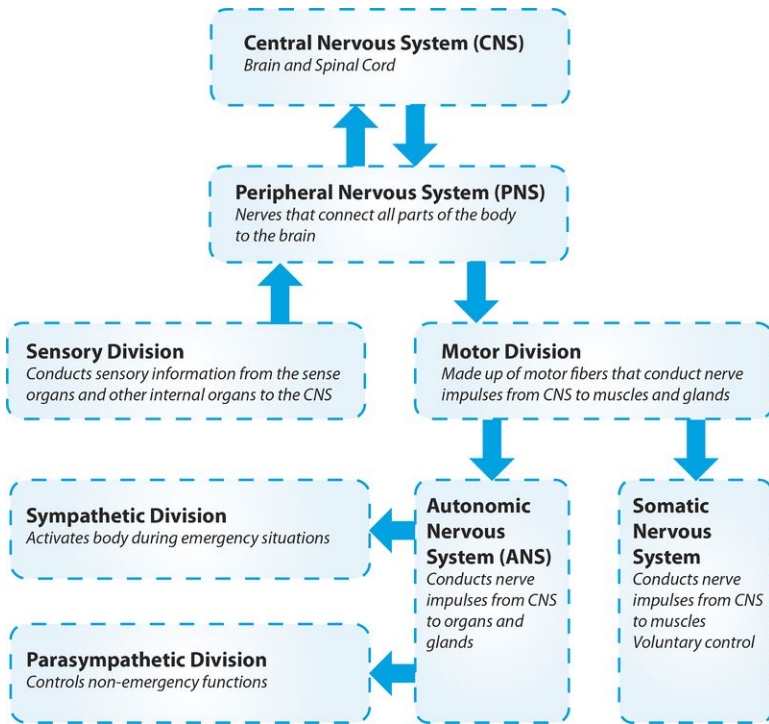 Central Nervous System (CNS)
Brain and Spinal Cord
Peripheral Nervous System (PNS)
Nerves that connect all parts of the body
to the brain
Sensory Division
Conducts sensory information from the sense
organs and other internal organs to the CNS
Motor Division
Made up of motor fibers that conduct nerve
impulses from CNS to muscles and glands
Sympathetic Division
Activates body during emergency situations
Parasympathetic Division
Controls non-emergency functions
Autonomic
Nervous
System (ANS)
Conducts nerve
impulses from CNS
to organs and
glands
Somatic
Nervous
System
Conducts nerve
impulses from CNS
to muscles
Voluntary control